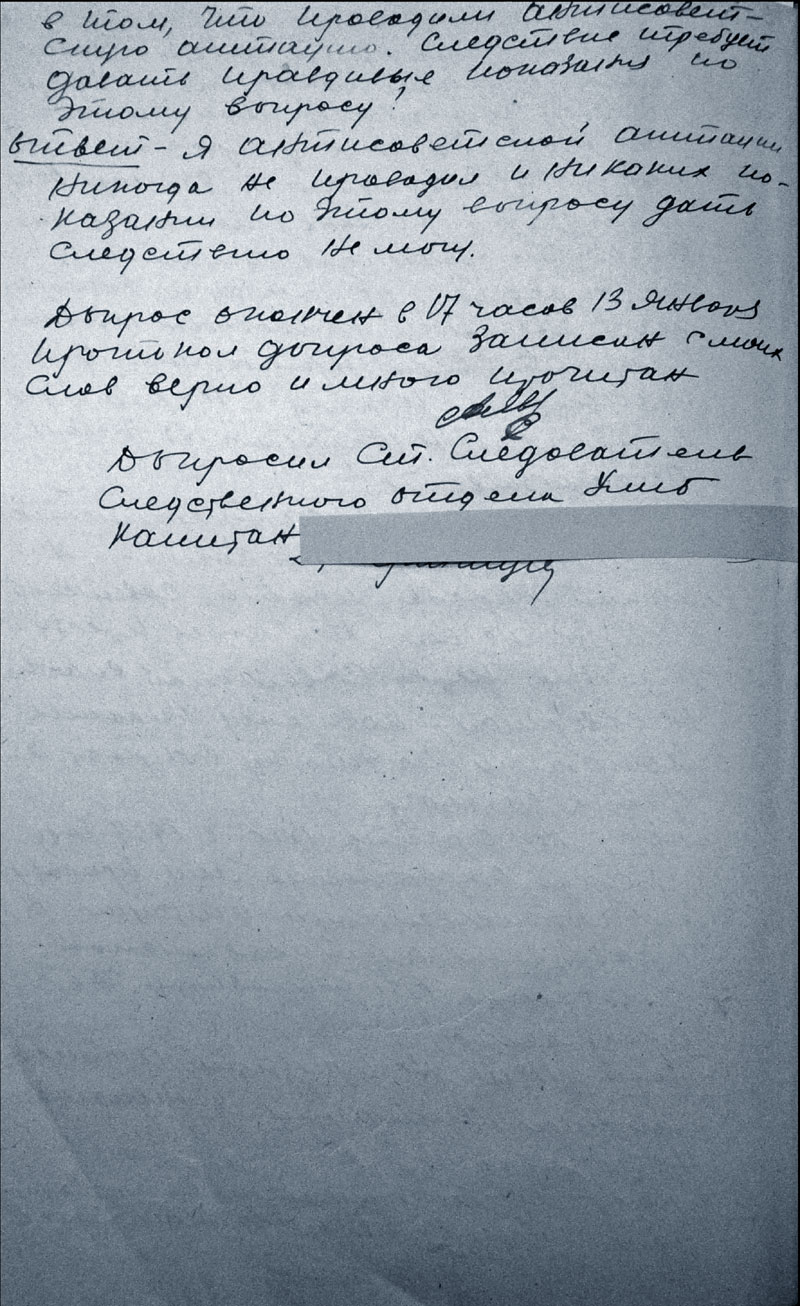 в том, что проводили антисовет-
скую агитацию. Следствие требует
давать правдивые показания по
этому вопросу?
Ответ - Я антисоветской агитации
никогда не проводил и никаких по-
казании по этому вопросу дать
следствию не могу.
Допрос окончен в 17 часов 13 января
Протокол допроса записан с моих
слов верно и мною прочитан
Допросил Ст. Следователь
Следственного отдела УМГБ
Капитан